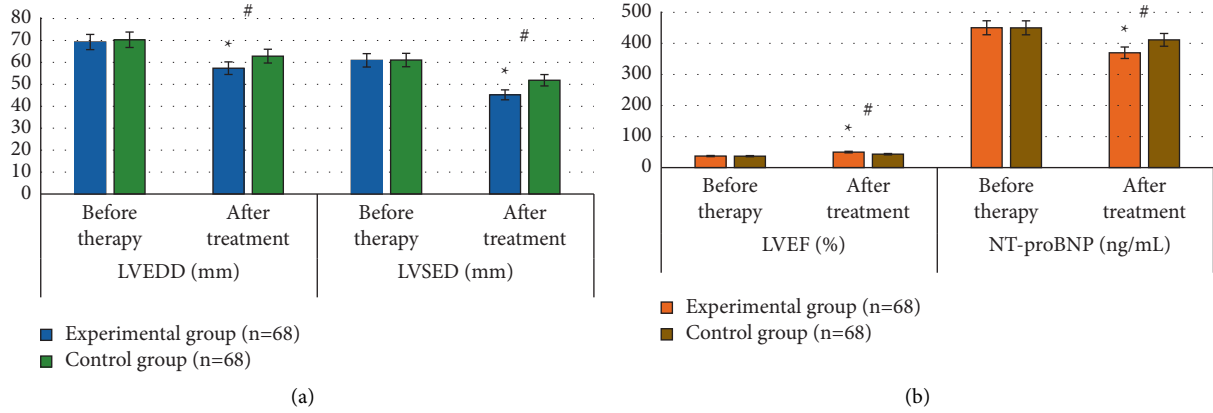 80
70
60
50
40
30
20
10
0
*
#
*
#
Before therapy
After treatment
Before therapy
After treatment
LVEDD (mm)
LVSED (mm)
Experimental group (n=68)
Control group (n=68)
(a)
500
400
300
200
100
0
*
#
*
#
Before therapy
After treatment
Before therapy
After treatment
LVEF (%)
NT-proBNP (ng/mL)
Experimental group (n=68)
Control group (n=68)
(b)